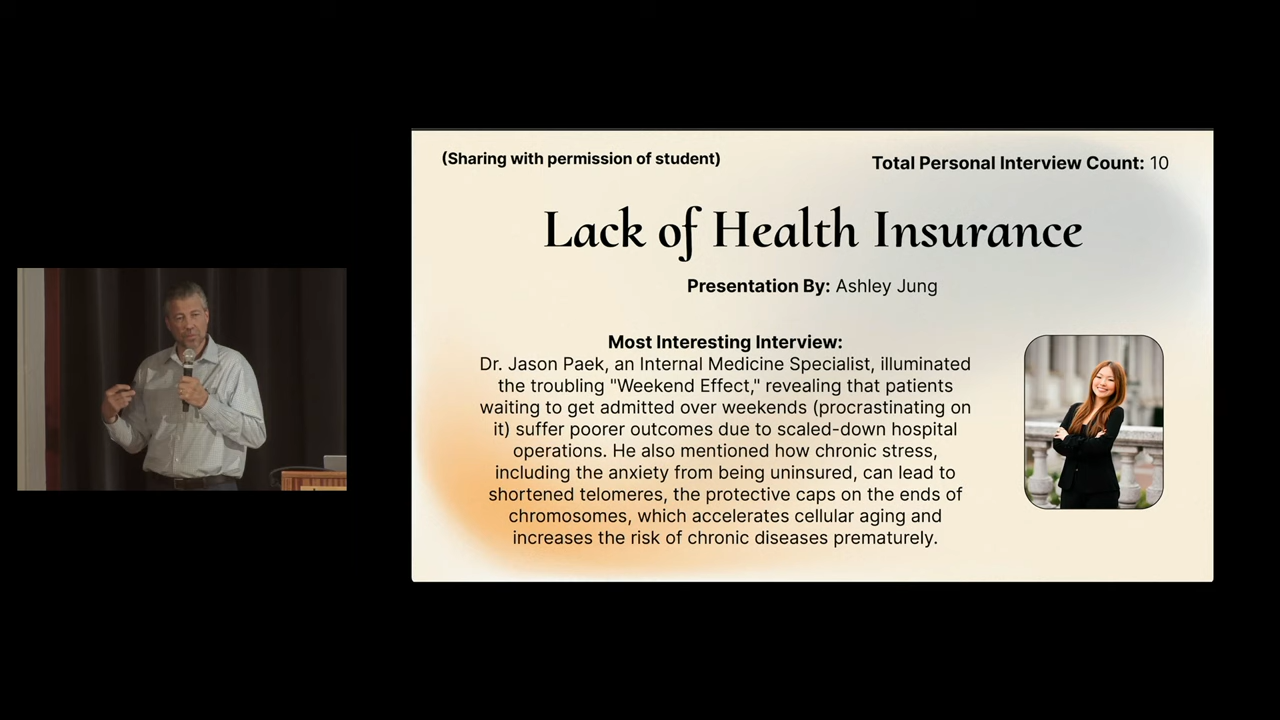 (Sharing with permission of student)
Total Personal Interview Count: 10
Lack of Health Insurance
Presentation By: Ashley Jung
Most Interesting Interview:
Dr. Jason Paek, an Internal Medicine Specialist, illuminated
the troubling "Weekend Effect," revealing that patients
waiting to get admitted over weekends (procrastinating on
it) suffer poorer outcomes due to scaled-down hospital
operations. He also mentioned how chronic stress,
including the anxiety from being uninsured, can lead to
shortened telomeres, the protective caps on the ends of
chromosomes, which accelerates cellular aging and
increases the risk of chronic diseases prematurely.